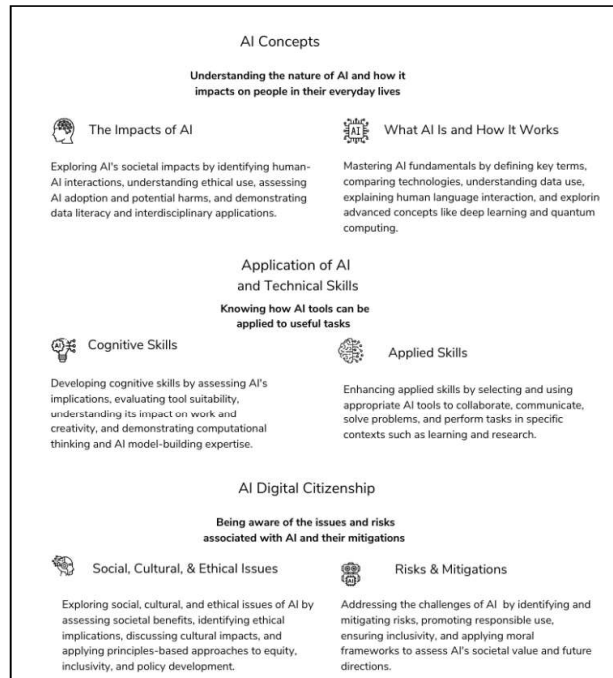 AI Concepts
Understanding the nature of AI and how it
impacts on people in their everyday lives
The Impacts of AI
Exploring AI's societal impacts by identifying human-
AI interactions, understanding ethical use, assessing
AI adoption and potential harms, and demonstrating
data literacy and interdisciplinary applications.
AI
What AI Is and How It Works
Mastering AI fundamentals by defining key terms,
comparing technologies, understanding data use,
explaining human language interaction, and explorin
advanced concepts like deep learning and quantum
computing.
Application of AI
and Technical Skills
Knowing how AI tools can be
applied to useful tasks
AI
Cognitive Skills
Developing cognitive skills by assessing AI's
implications, evaluating tool suitability,
understanding its impact on work and
creativity, and demonstrating computational
thinking and AI model-building expertise.
Applied Skills
Enhancing applied skills by selecting and using
appropriate AI tools to collaborate, communicate,
solve problems, and perform tasks in specific
contexts such as learning and research.
AI Digital Citizenship
Being aware of the issues and risks
associated with AI and their mitigations
Social, Cultural, & Ethical Issues
Exploring social, cultural, and ethical issues of AI by
assessing societal benefits, identifying ethical
implications, discussing cultural impacts, and
applying principles-based approaches to equity,
inclusivity, and policy development.
AI
Risks & Mitigations
Addressing the challenges of AI by identifying and
mitigating risks, promoting responsible use,
ensuring inclusivity, and applying moral
frameworks to assess AI's societal value and future
directions.